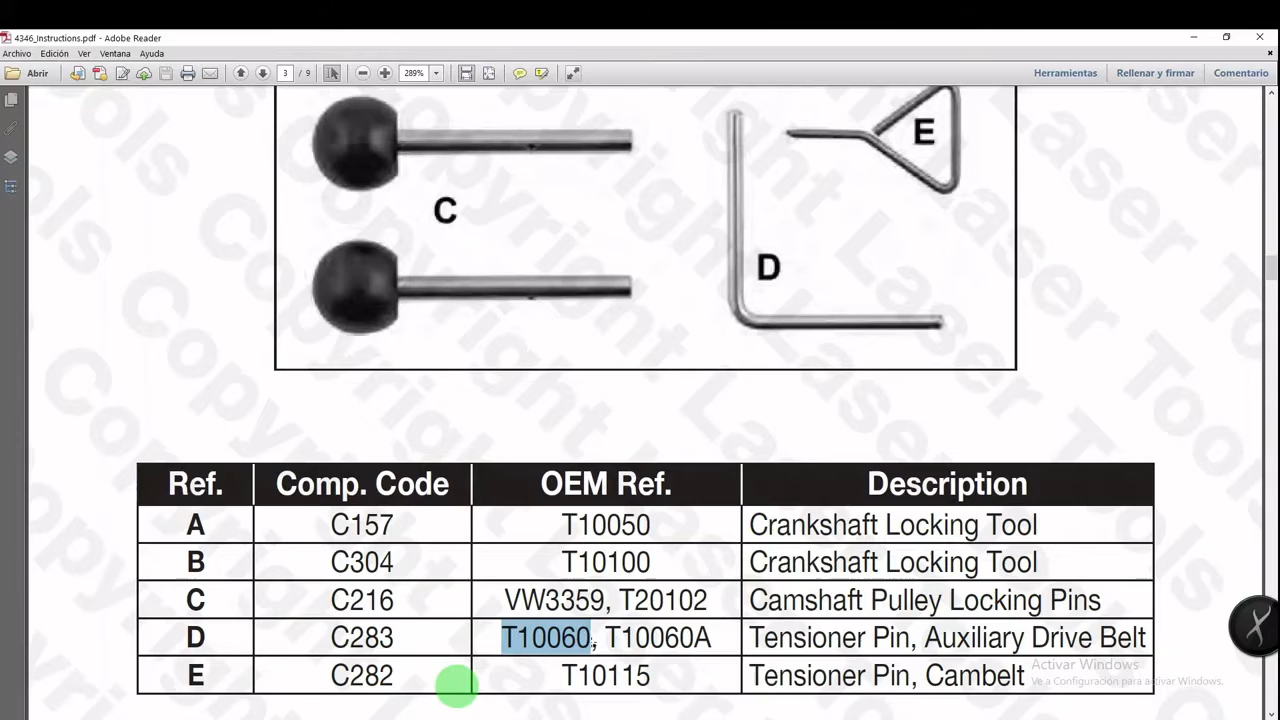 4346_Instructions.pdf - Adobe Reader
Archivo Edición Ver Ventana Ayuda
Abrir 3 / 9 289% Herramientas Rellenar y firmar Comentario
C
D
E
Copyright Laser Tools
Ref. Comp. Code OEM Ref. Description
A C157 T10050 Crankshaft Locking Tool
B C304 T10100 Crankshaft Locking Tool
C C216 VW3359, T20102 Camshaft Pulley Locking Pins
D C283 T10060, T10060A Tensioner Pin, Auxiliary Drive Belt
E C282 T10115 Tensioner Pin, Cambelt
Activar Windows
Ve a Configuración para activar Windows.